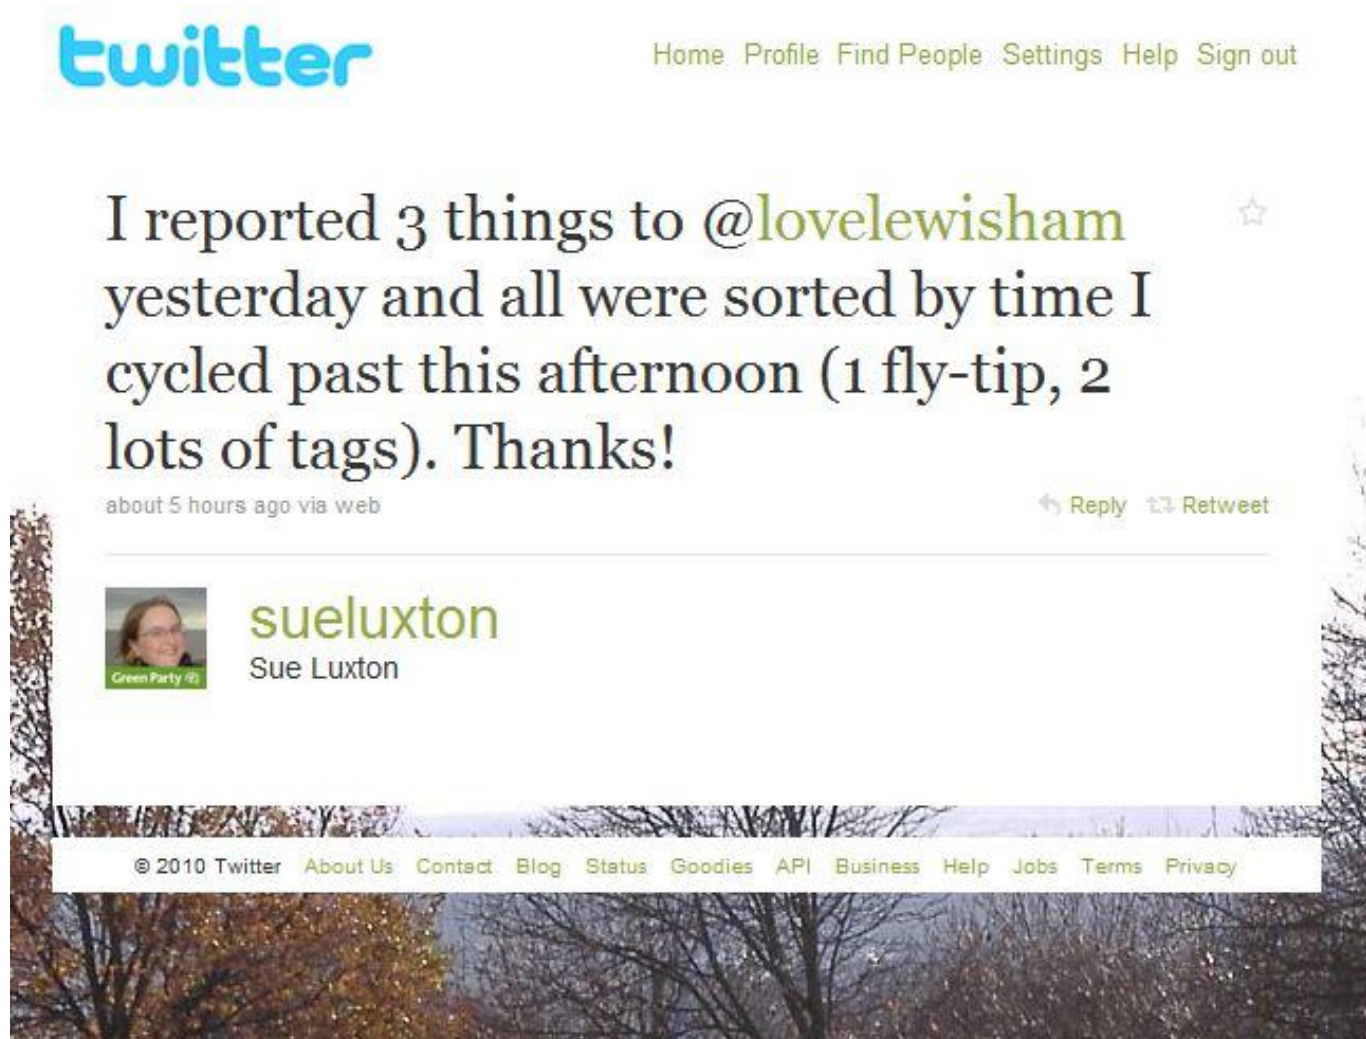 twitter
Home Profile Find People Settings Help Sign out
I reported 3 things to @lovelewisham
yesterday and all were sorted by time I
cycled past this afternoon (1 fly-tip, 2
lots of tags). Thanks!
about 5 hours ago via web
Reply Retweet
sueluxton
Sue Luxton
Green Party
© 2010 Twitter About Us Contact Blog Status Goodies API Business Help Jobs Terms Privacy